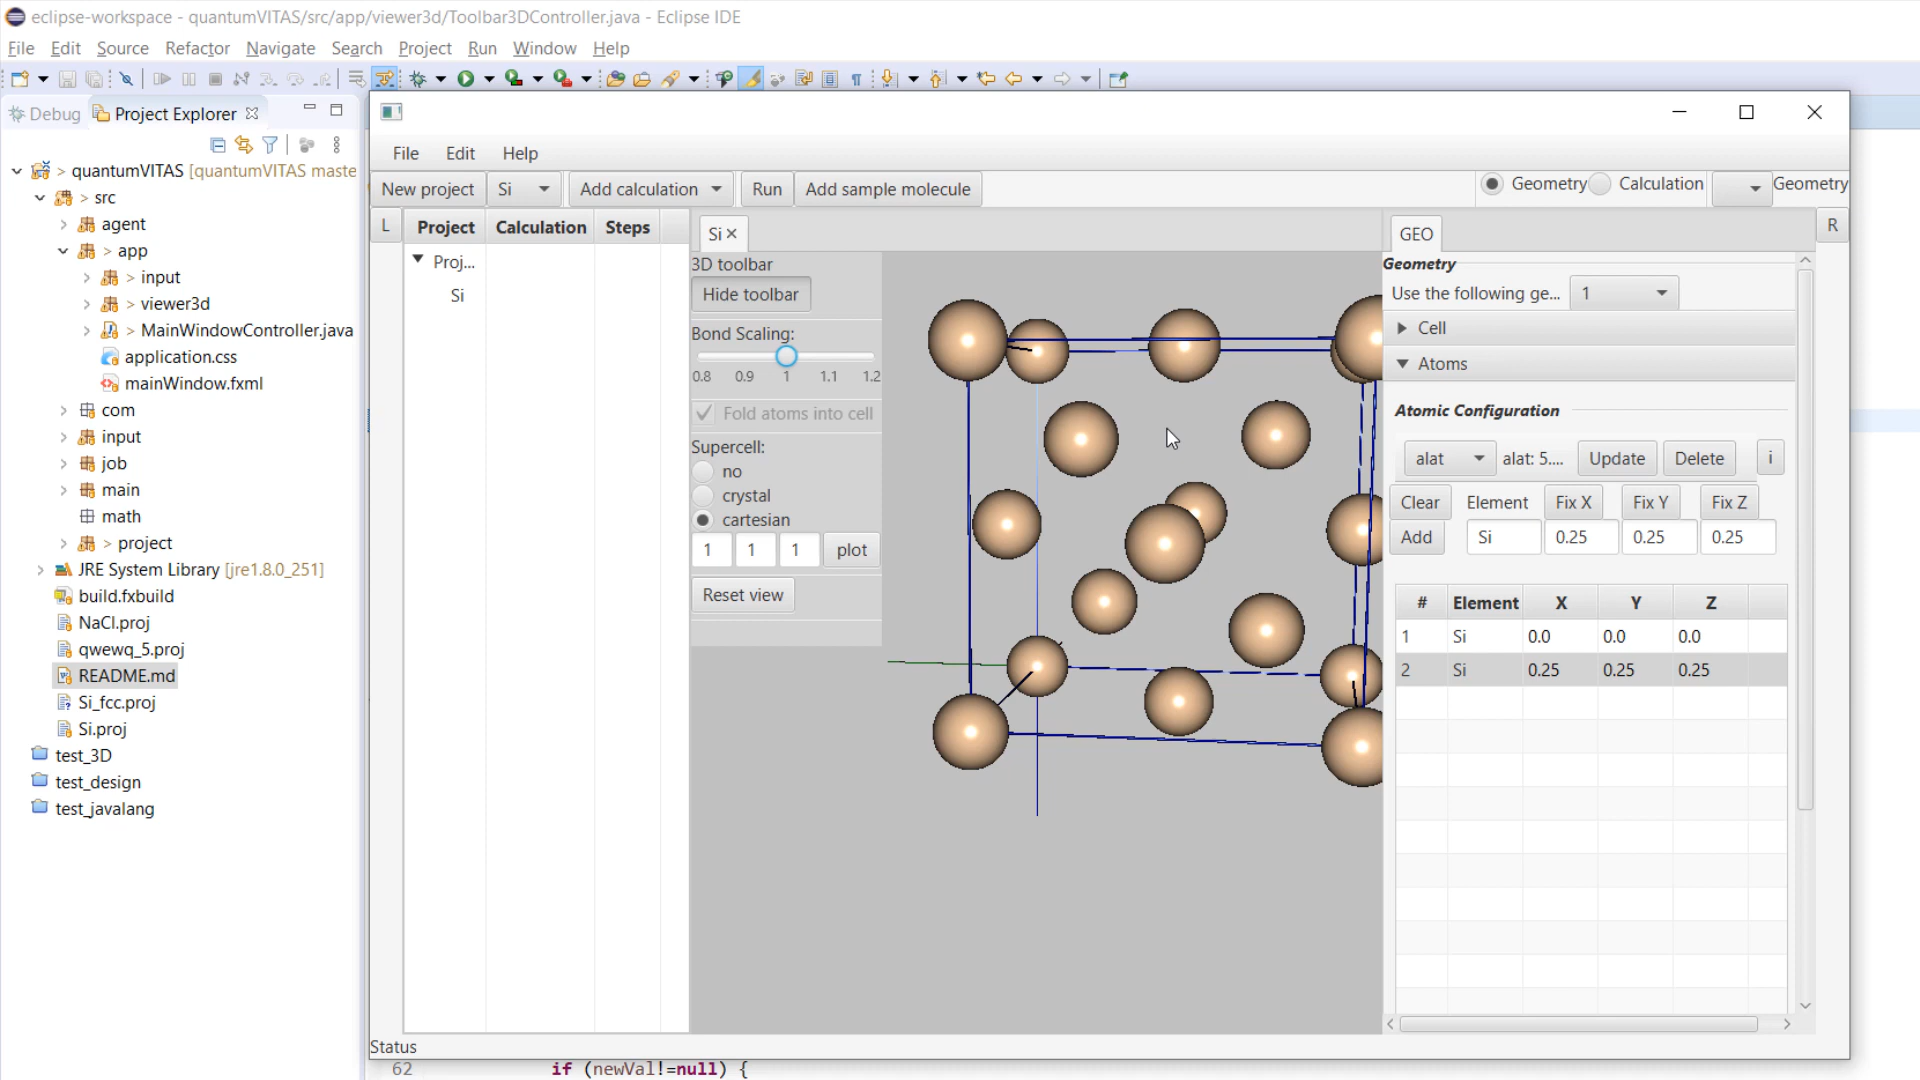 eclipse-workspace - quantumVITAS/src/app/viewer3d/Toolbar3DController.java - Eclipse IDE
File Edit Source Refactor Navigate Search Project Run Window Help
Debug Project Explorer
quantumVITAS [quantumVITAS maste
> src
agent
> app
> input
> viewer3d
> MainWindowController.java
application.css
mainWindow.fxml
com
input
job
main
math
> project
JRE System Library [jre1.8.0_251]
build.fxbuild
NaCl.proj
qwewq_5.proj
README.md
Si_fcc.proj
Si.proj
test_3D
test_design
test_javalang
File Edit Help
New project Si Add calculation Run Add sample molecule Geometry Calculation Geometry
L Project Calculation Steps
Proj...
Si
Si
3D toolbar
Hide toolbar
Bond Scaling:
0.8 0.9 1 1.1 1.2
Fold atoms into cell
Supercell:
no
crystal
cartesian
1 1 1 plot
Reset view
GEO R
Geometry
Use the following ge... 1
Cell
Atoms
Atomic Configuration
alat alat: 5.... Update Delete i
Clear Element Fix X Fix Y Fix Z
Add Si 0.25 0.25 0.25
# Element X Y Z
1 Si 0.0 0.0 0.0
2 Si 0.25 0.25 0.25
Status
62 if (newVal!=null) {